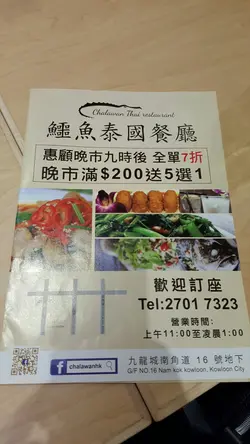 Chalawan Thai restaurant
鱷魚泰國餐廳
惠顧晚市九時後 全單7折
晚市滿$200送5選1
歡迎訂座
Tel:2701 7323
營業時間:
上午11:00至凌晨1:00
chalawanhk
九龍城南角道 16 號地下
G/F NO.16 Nam kok kowloon, Kowloon City